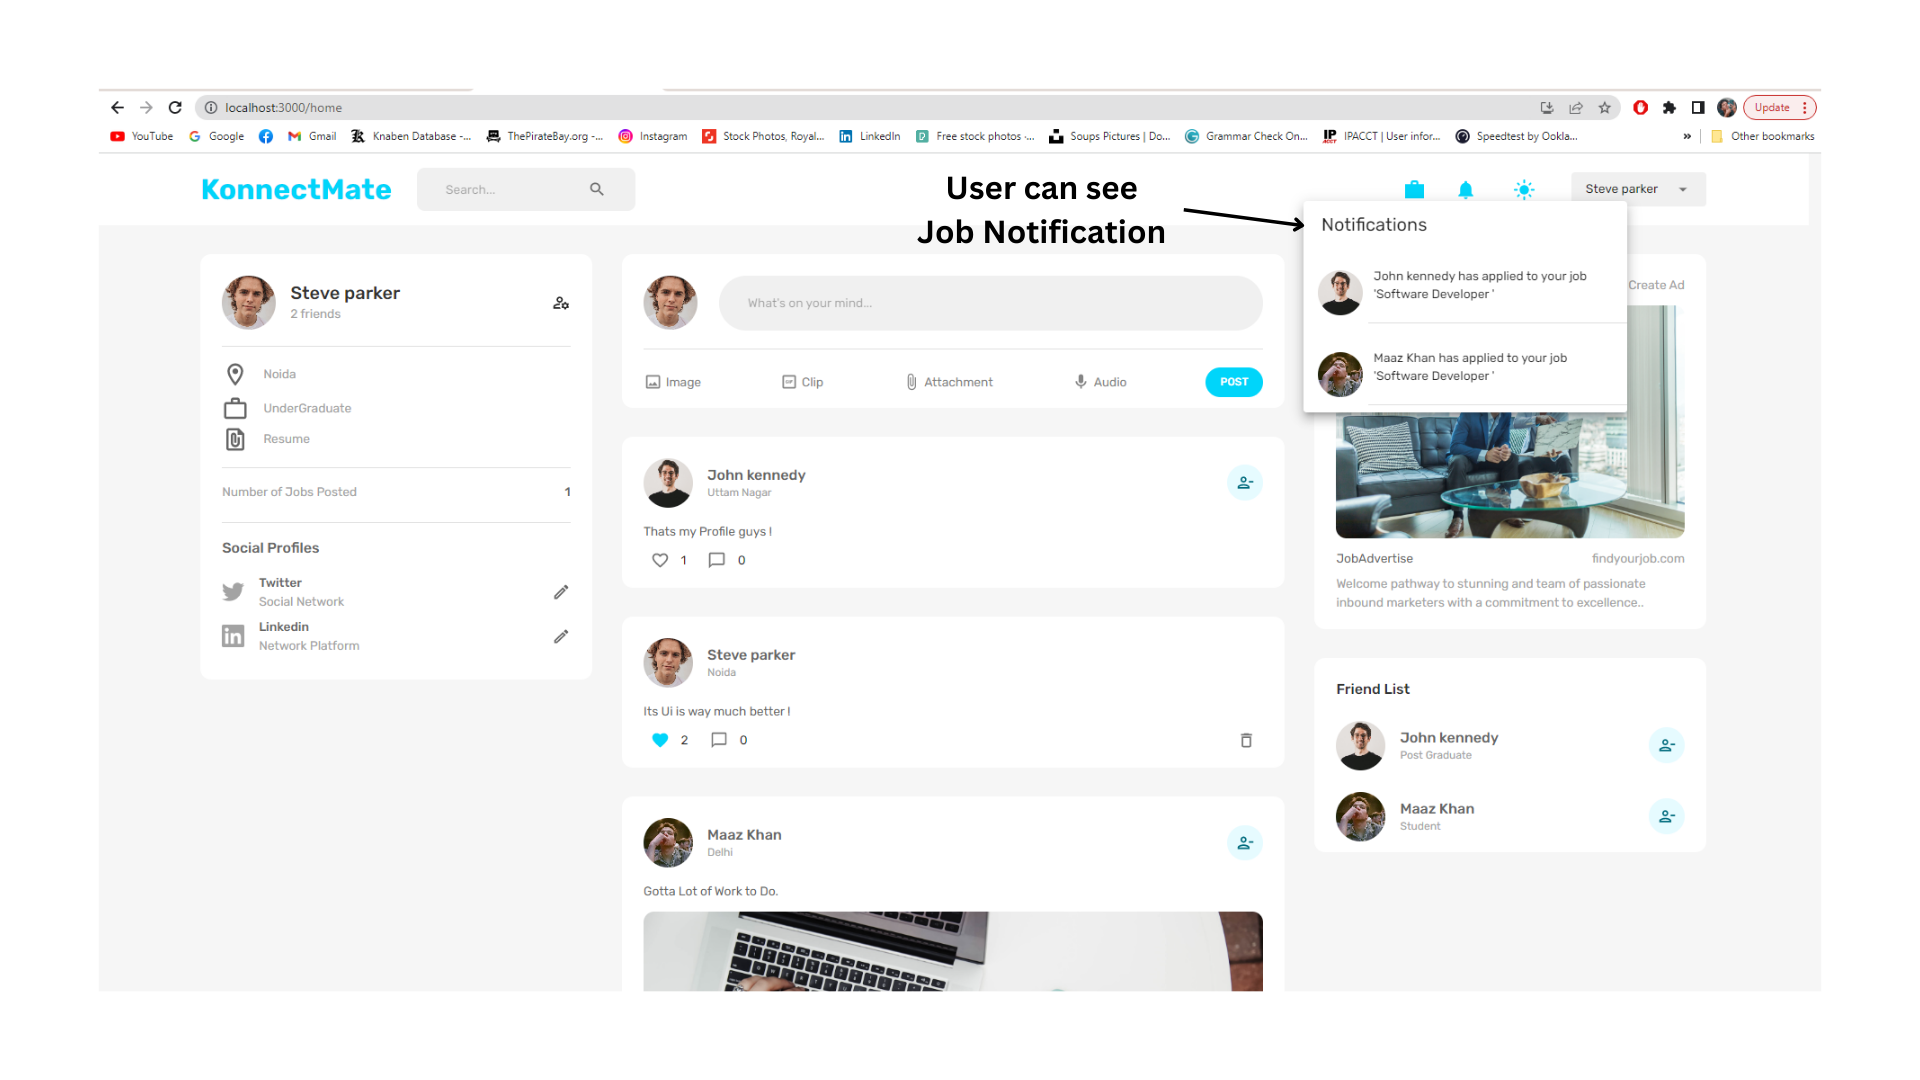 localhost:3000/home
Update
YouTube
Google
Gmail
Knaben Database -...
ThePirateBay.org -...
Instagram
Stock Photos, Royal...
LinkedIn
Free stock photos ·...
Soups Pictures | Do...
Grammar Check On...
IP
ACCT
IPACCT | User infor...
Speedtest by Ookla...
»
Other bookmarks
KonnectMate
Search...
User can see
Job Notification
Steve parker
Notifications
John kennedy has applied to your job
'Software Developer '
Maaz Khan has applied to your job
'Software Developer '
Steve parker
2 friends
Noida
UnderGraduate
Resume
Number of Jobs Posted 1
Social Profiles
Twitter
Social Network
Linkedin
Network Platform
What's on your mind...
Image
Clip
Attachment
Audio
POST
John kennedy
Uttam Nagar
Thats my Profile guys !
1 0
Steve parker
Noida
Its Ui is way much better !
2 0
Maaz Khan
Delhi
Gotta Lot of Work to Do.
Create Ad
JobAdvertise findyourjob.com
Welcome pathway to stunning and team of passionate
inbound marketers with a commitment to excellence..
Friend List
John kennedy
Post Graduate
Maaz Khan
Student